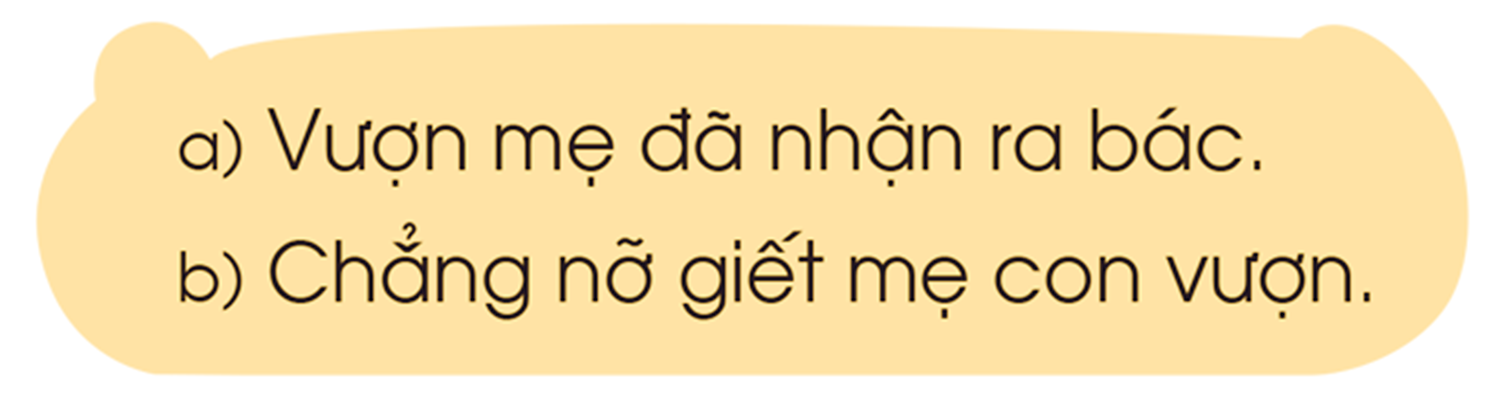 a) Vượn mẹ đã nhận ra bác.
b) Chẳng nỡ giết mẹ con vượn.